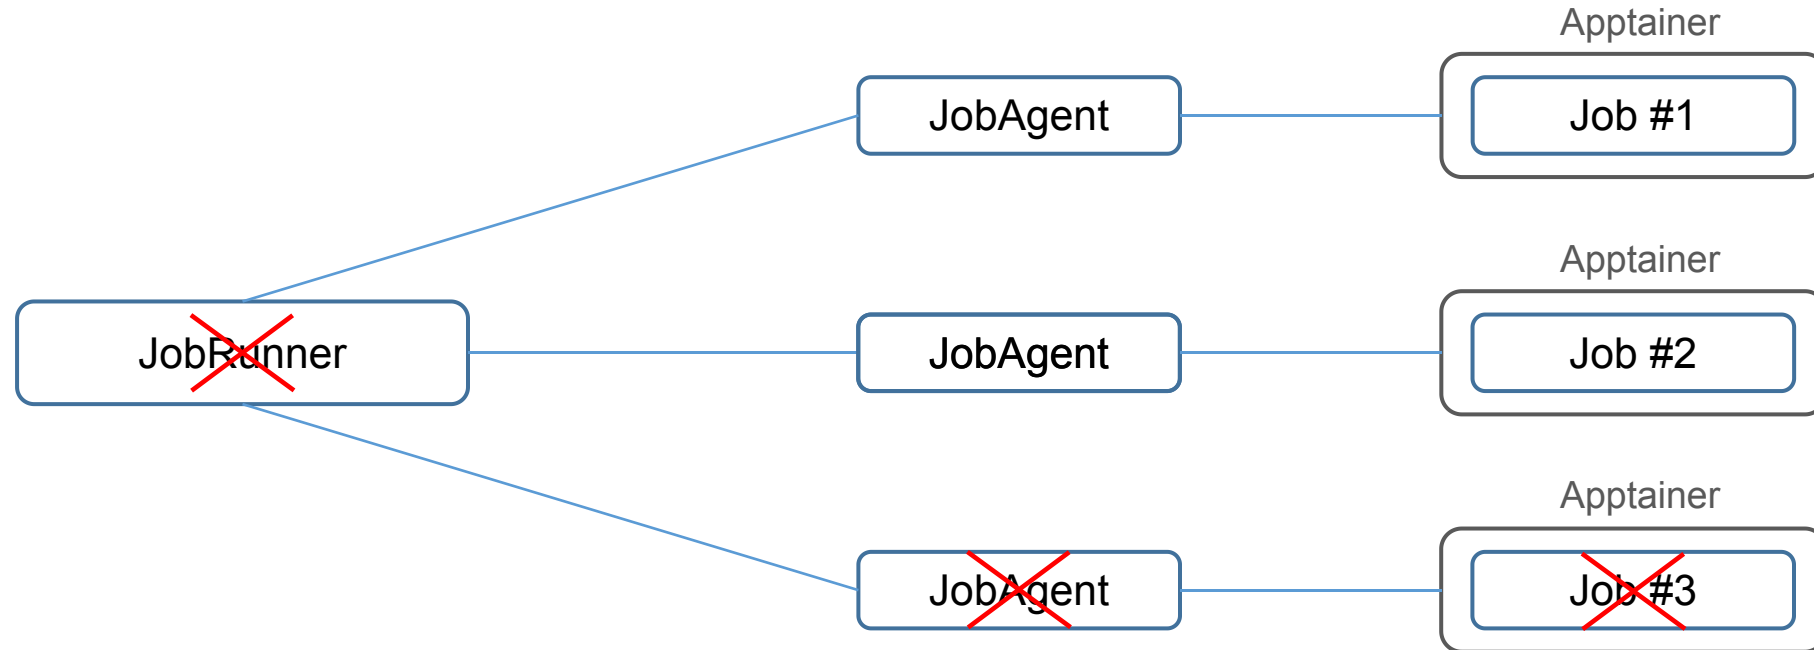 Apptainer
JobAgent
Job #1
Apptainer
JobRunner
JobAgent
Job #2
Apptainer
JobAgent
Job #3